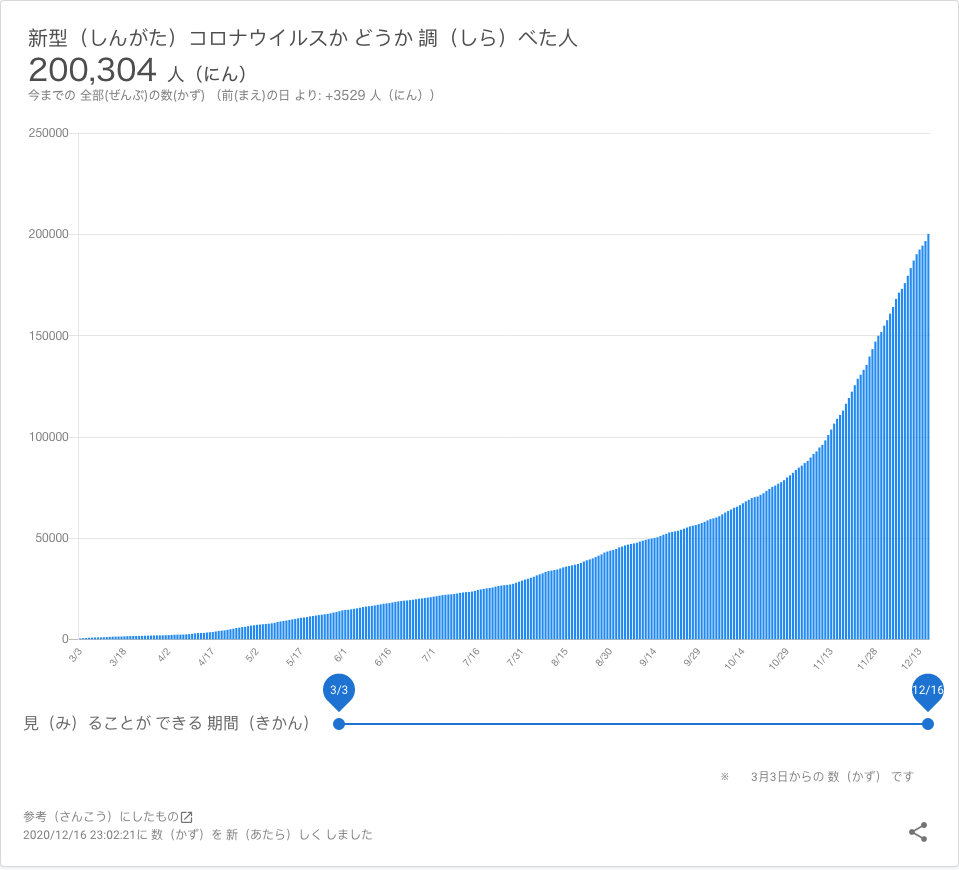 新型（しんがた）コロナウイルスか どうか 調（しら）べた人
200,304 人（にん）
今までの 全部(ぜんぶ)の数(かず) （前(まえ)の日 より: +3529 人（にん））
250000
200000
150000
100000
50000
0
3/3 3/18 4/2 4/17 5/2 5/17 6/1 6/16 7/1 7/16 7/31 8/15 8/30 9/14 9/29 10/14 10/29 11/13 11/28 12/13
3/3 12/16
見（み）ることが できる 期間（きかん）
※ 3月3日からの 数（かず） です
参考（さんこう）にしたもの
2020/12/16 23:02:21に 数（かず）を 新（あたら）しく しました